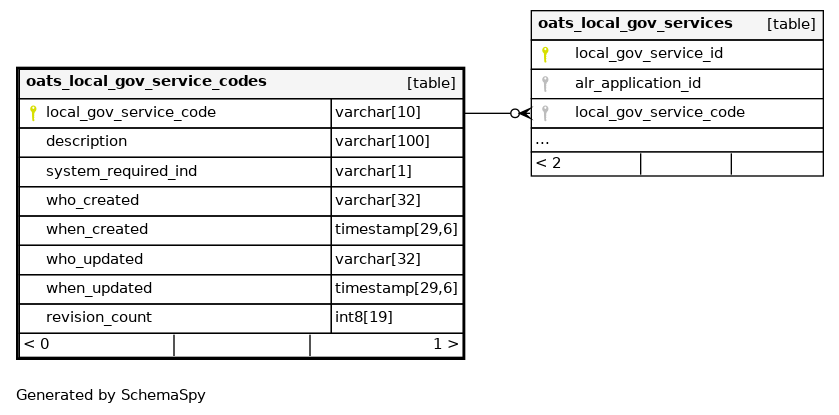 oats_local_gov_services [table]
local_gov_service_id
alr_application_id
local_gov_service_code
...
< 2
oats_local_gov_service_codes [table]
local_gov_service_code varchar[10]
description varchar[100]
system_required_ind varchar[1]
who_created varchar[32]
when_created timestamp[29,6]
who_updated varchar[32]
when_updated timestamp[29,6]
revision_count int8[19]
< 0 1 >
Generated by SchemaSpy